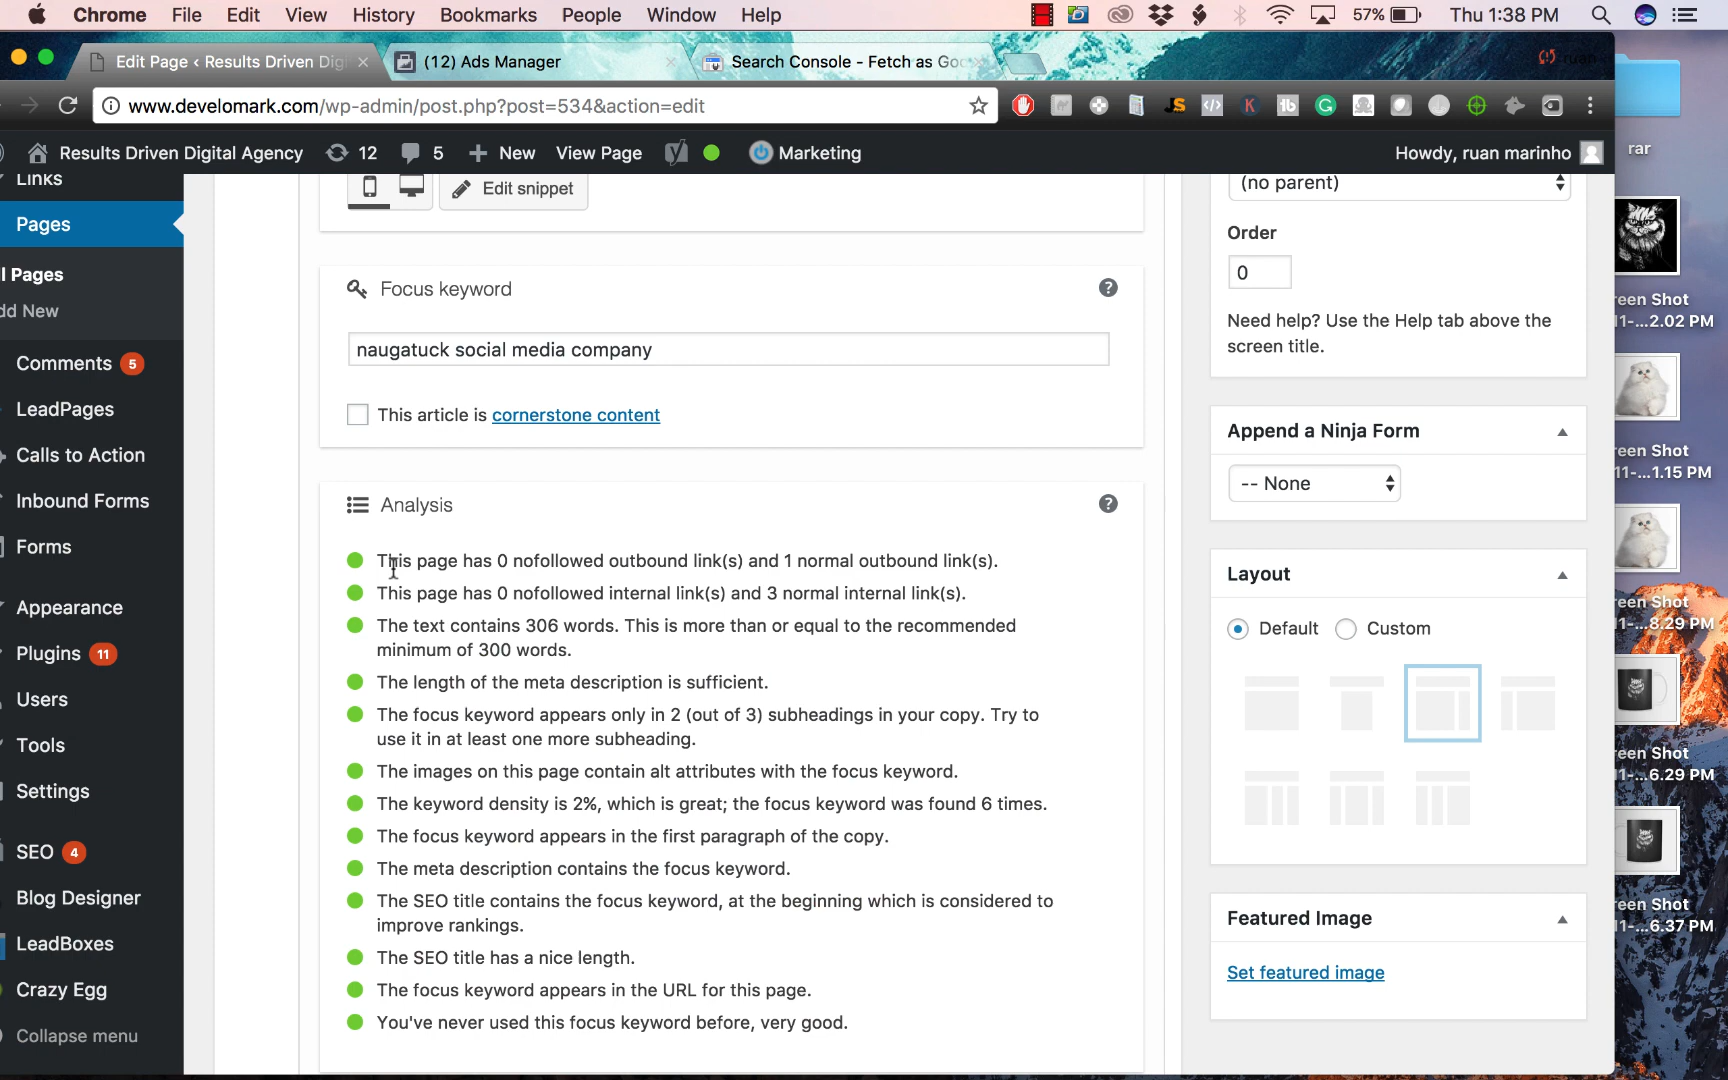 Chrome File Edit View History Bookmarks People Window Help 57% Thu 1:38 PM
Edit Page ‹ Results Driven Dig (12) Ads Manager Search Console - Fetch as Goo ruan
www.develomark.com/wp-admin/post.php?post=534&action=edit
Results Driven Digital Agency 12 5 New View Page Marketing Howdy, ruan marinho
Links
Pages
l Pages
dd New
Comments 5
LeadPages
Calls to Action
Inbound Forms
Forms
Appearance
Plugins 11
Users
Tools
Settings
SEO 4
Blog Designer
LeadBoxes
Crazy Egg
Collapse menu
Edit snippet
Focus keyword
naugatuck social media company
This article is cornerstone content
Analysis
This page has 0 nofollowed outbound link(s) and 1 normal outbound link(s).
This page has 0 nofollowed internal link(s) and 3 normal internal link(s).
The text contains 306 words. This is more than or equal to the recommended
minimum of 300 words.
The length of the meta description is sufficient.
The focus keyword appears only in 2 (out of 3) subheadings in your copy. Try to
use it in at least one more subheading.
The images on this page contain alt attributes with the focus keyword.
The keyword density is 2%, which is great; the focus keyword was found 6 times.
The focus keyword appears in the first paragraph of the copy.
The meta description contains the focus keyword.
The SEO title contains the focus keyword, at the beginning which is considered to
improve rankings.
The SEO title has a nice length.
The focus keyword appears in the URL for this page.
You've never used this focus keyword before, very good.
(no parent)
Order
0
Need help? Use the Help tab above the
screen title.
Append a Ninja Form
-- None
Layout
Default Custom
Featured Image
Set featured image
rar
reen Shot
11-...2.02 PM
reen Shot
11-...1.15 PM
reen Shot
11-...8.29 PM
reen Shot
11-...6.29 PM
reen Shot
11-...6.37 PM